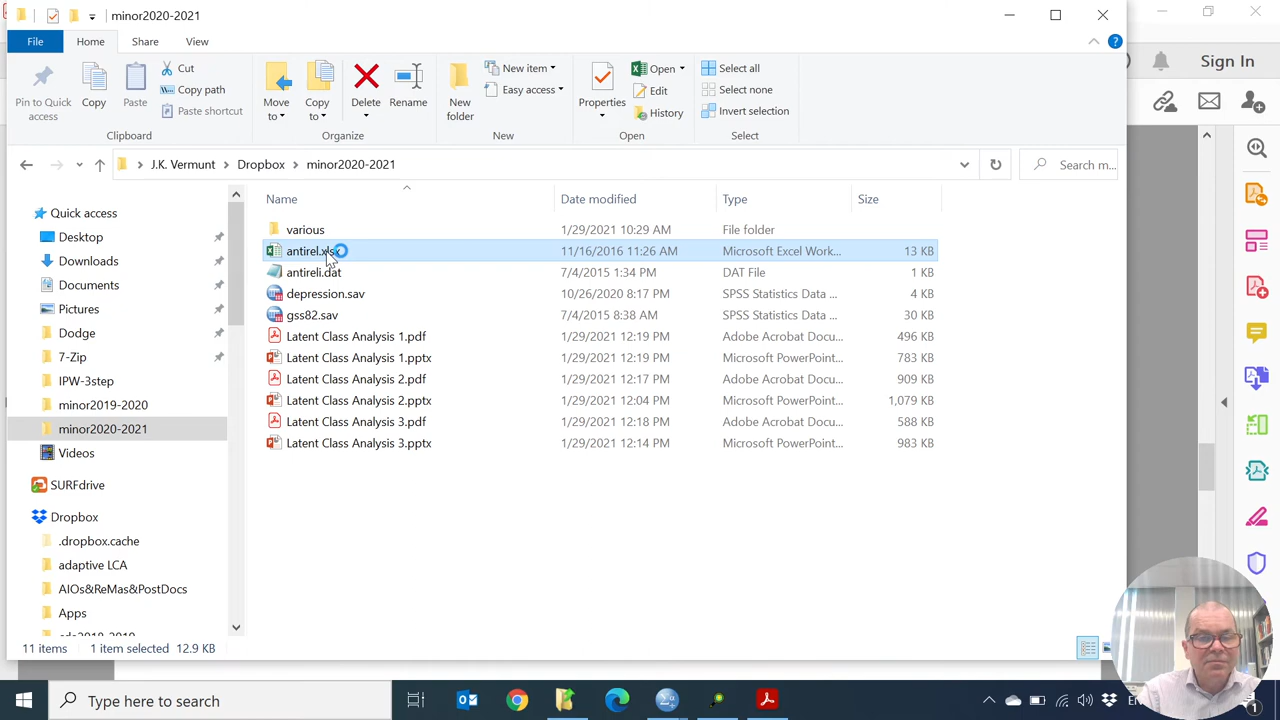 minor2020-2021
File
Home
Share
View
Sign In
Pin to Quick access
Copy
Paste
Cut
Copy path
Paste shortcut
Clipboard
Move to
Copy to
Delete
Rename
Organize
New folder
New item
Easy access
New
Properties
Open
Edit
History
Open
Select all
Select none
Invert selection
Select
J.K. Vermunt
Dropbox
minor2020-2021
Search m...
Quick access
Desktop
Downloads
Documents
Pictures
Dodge
7-Zip
IPW-3step
minor2019-2020
minor2020-2021
Videos
SURFdrive
Dropbox
.dropbox.cache
adaptive LCA
AIOs&ReMas&PostDocs
Apps
Name Date modified Type Size
various 1/29/2021 10:29 AM File folder
antirel.xlsx 11/16/2016 11:26 AM Microsoft Excel Work... 13 KB
antireli.dat 7/4/2015 1:34 PM DAT File 1 KB
depression.sav 10/26/2020 8:17 PM SPSS Statistics Data ... 4 KB
gss82.sav 7/4/2015 8:38 AM SPSS Statistics Data ... 30 KB
Latent Class Analysis 1.pdf 1/29/2021 12:19 PM Adobe Acrobat Docu... 496 KB
Latent Class Analysis 1.pptx 1/29/2021 12:19 PM Microsoft PowerPoint... 783 KB
Latent Class Analysis 2.pdf 1/29/2021 12:17 PM Adobe Acrobat Docu... 909 KB
Latent Class Analysis 2.pptx 1/29/2021 12:04 PM Microsoft PowerPoint... 1,079 KB
Latent Class Analysis 3.pdf 1/29/2021 12:18 PM Adobe Acrobat Docu... 588 KB
Latent Class Analysis 3.pptx 1/29/2021 12:14 PM Microsoft PowerPoint... 983 KB
11 items 1 item selected 12.9 KB
Type here to search
1